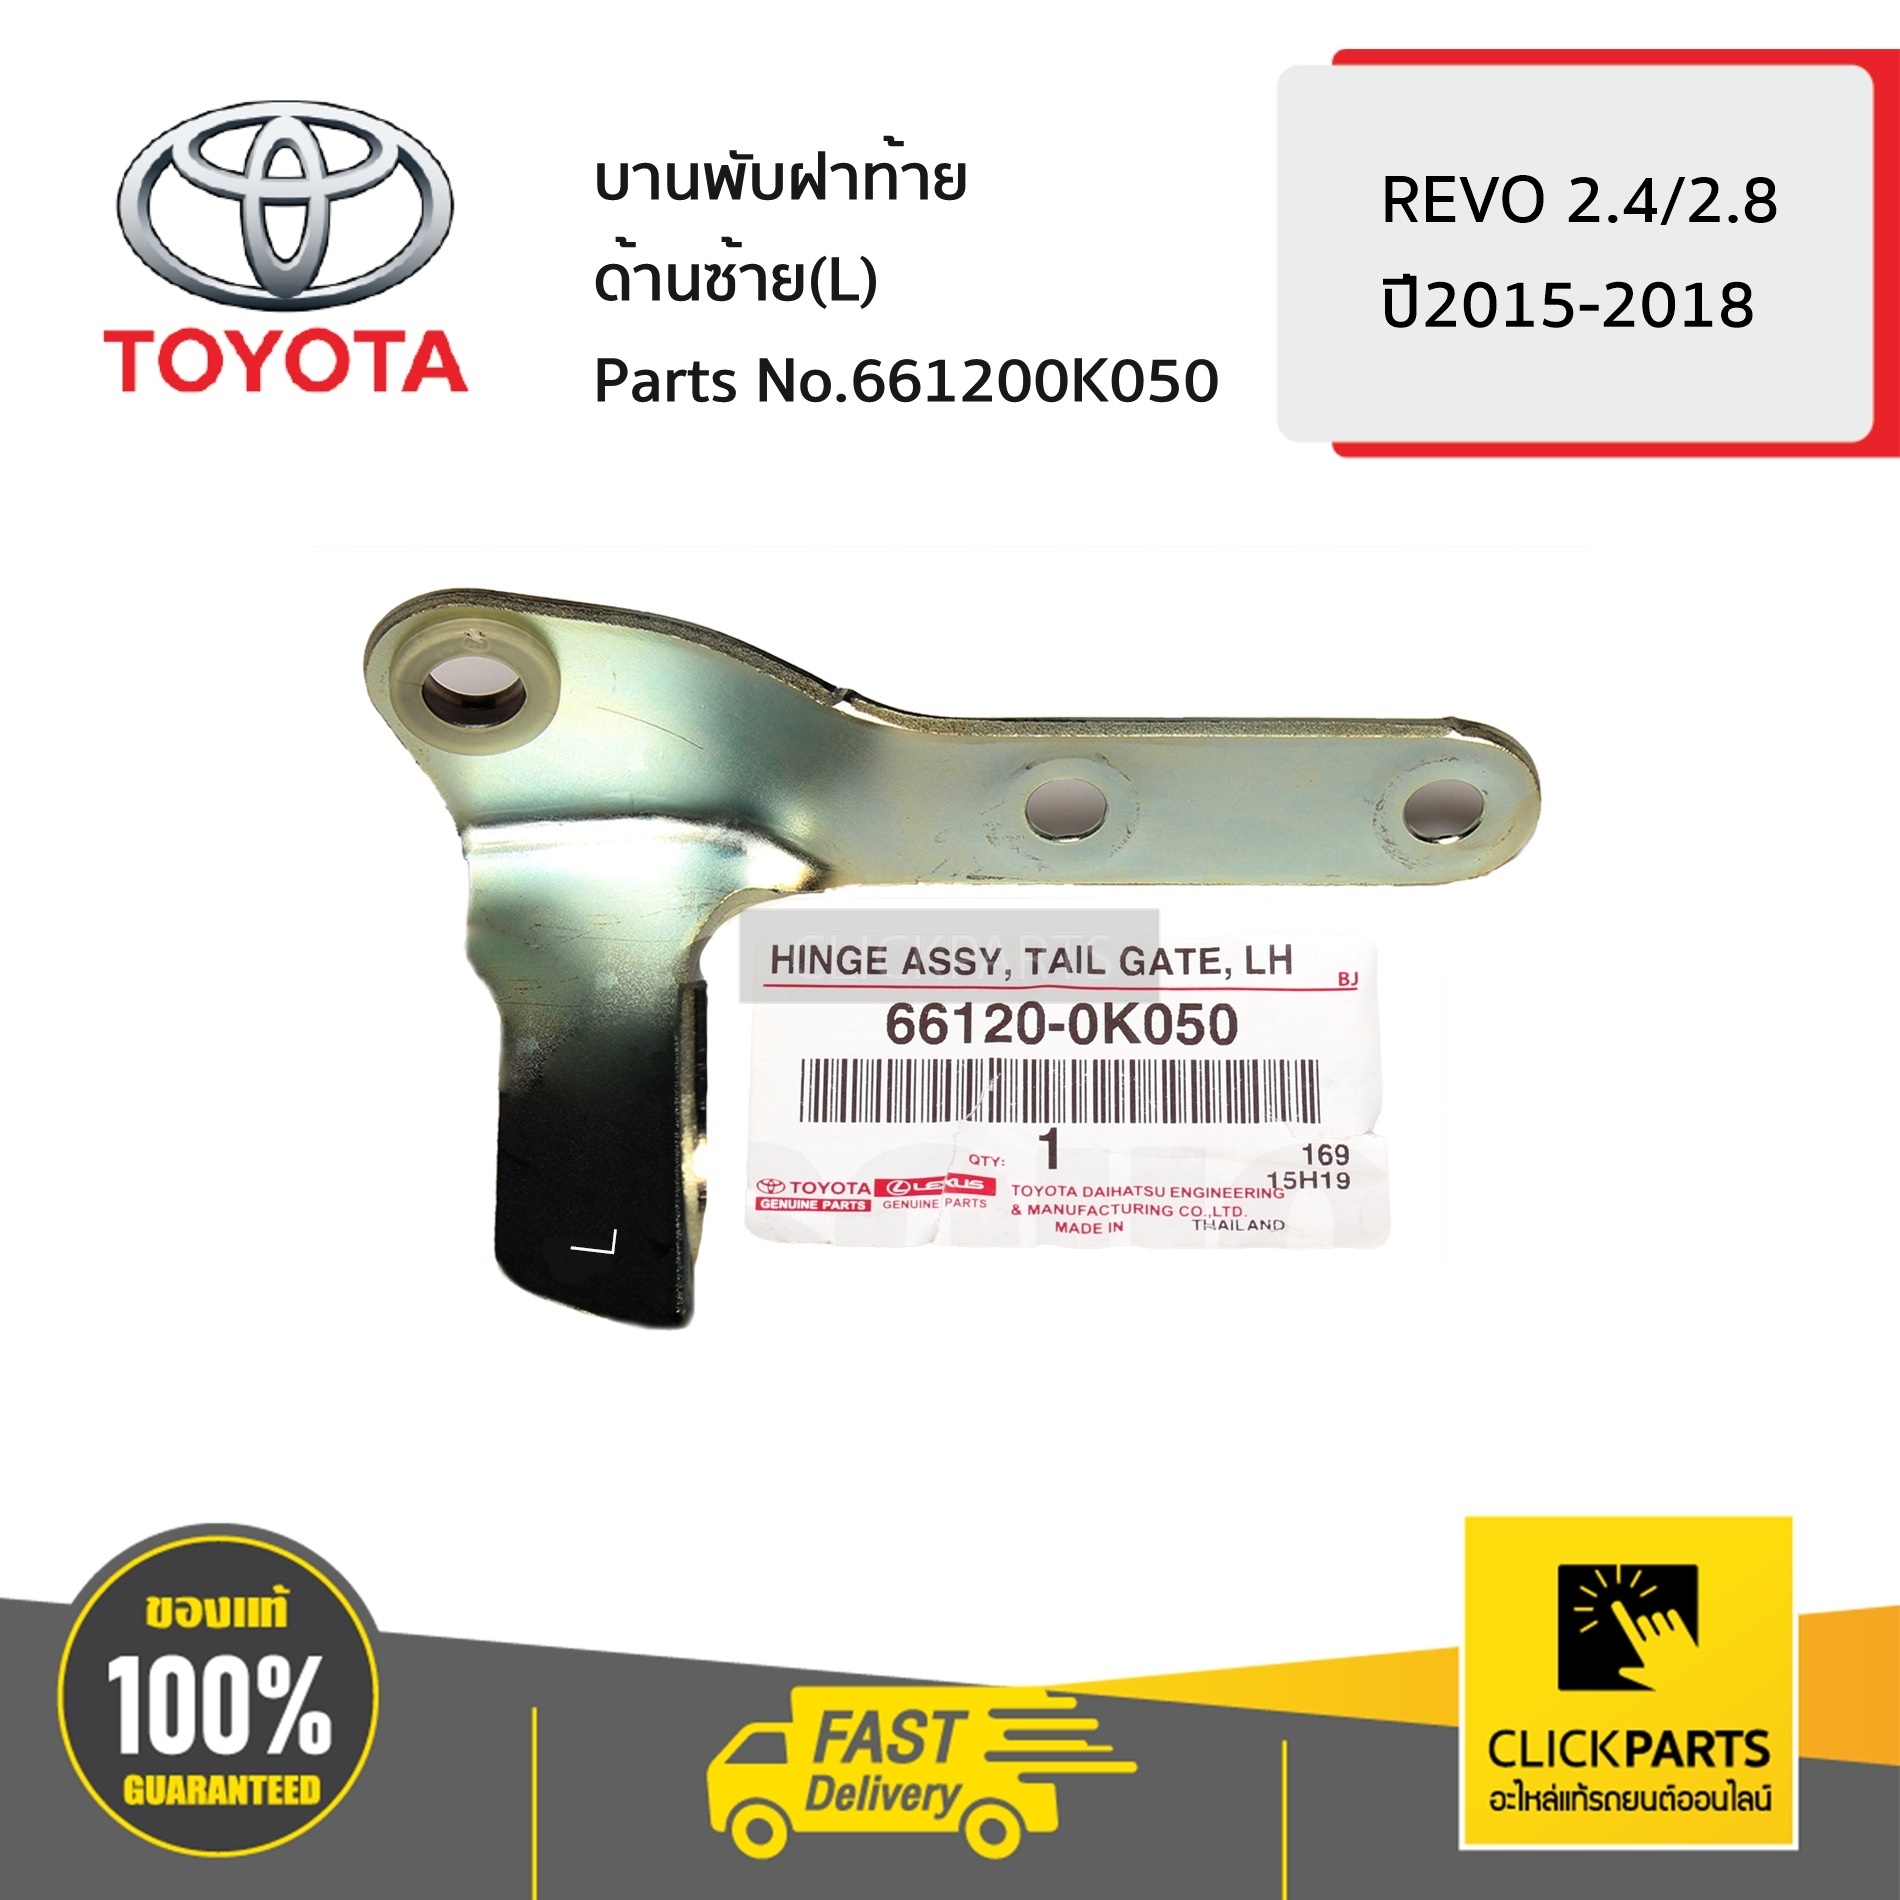 TOYOTA
บานพับฝาท้าย
ด้านซ้าย(L)
Parts No.661200K050
REVO 2.4/2.8
ปี2015-2018
CLICKPARTS
HINGE ASSY, TAIL GATE, LH
BJ
66120-0K050
QTY: 1
169
15H19
TOYOTA
GENUINE PARTS
LEXUS
GENUINE PARTS
TOYOTA DAIHATSU ENGINEERING
& MANUFACTURING CO.,LTD.
MADE IN THAILAND
L
ของแท้
100%
GUARANTEED
FAST
Delivery
CLICKPARTS
อะไหล่แท้รถยนต์ออนไลน์